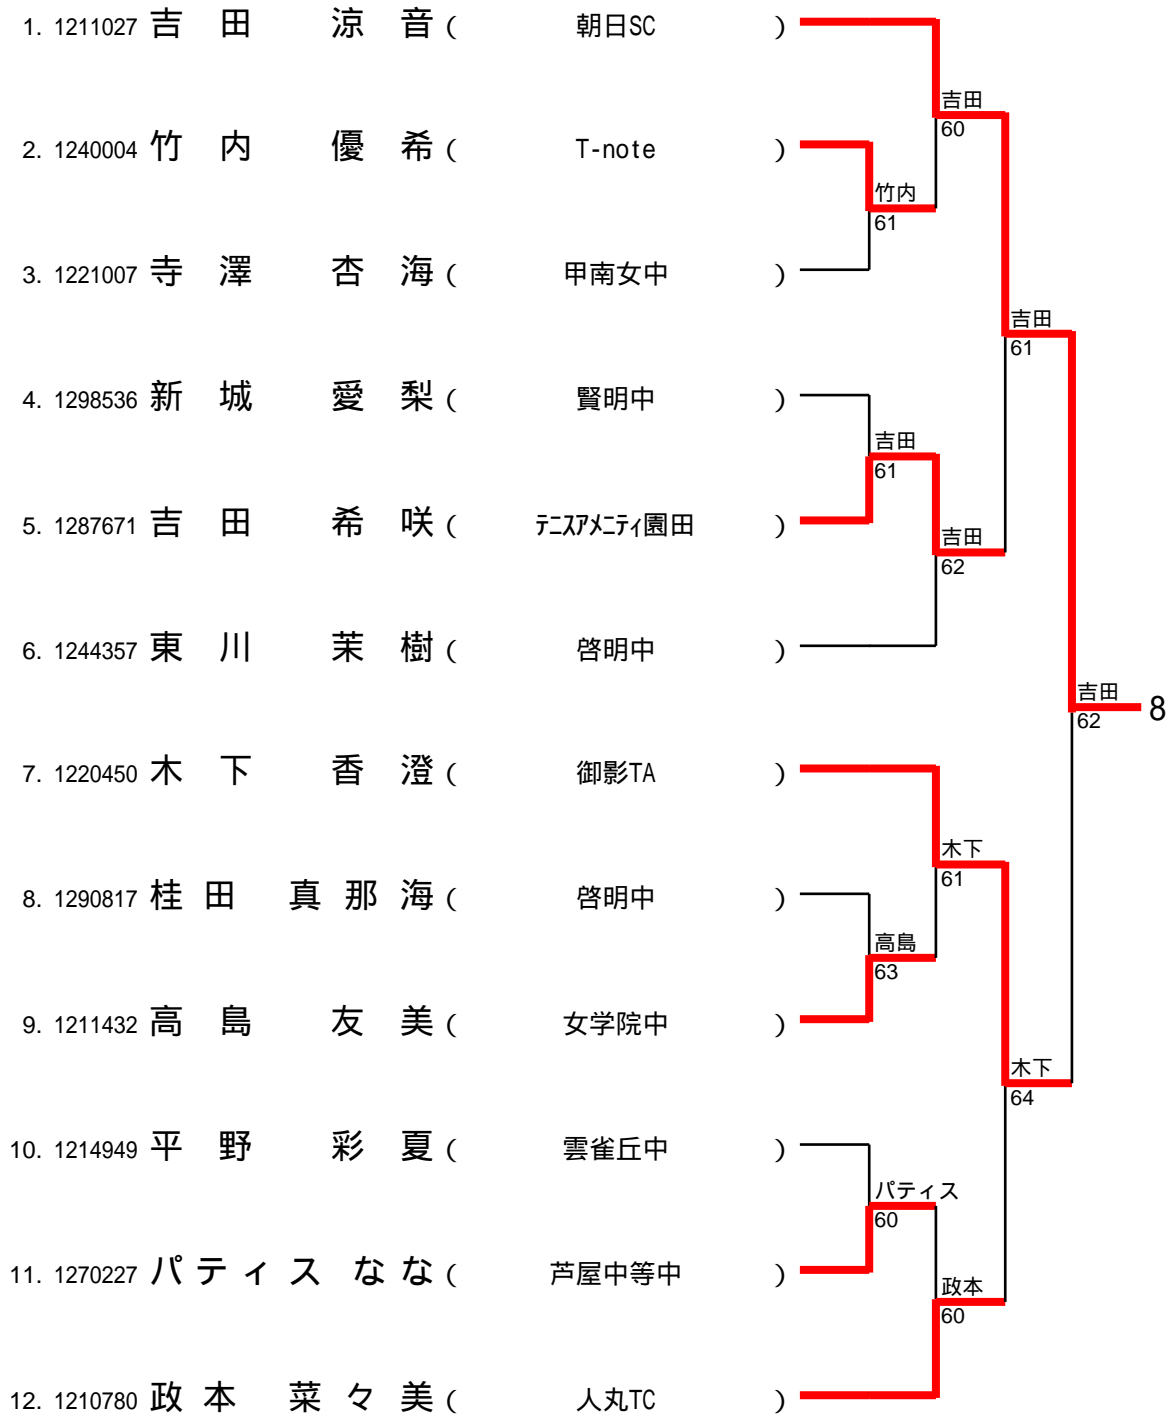 1. 1211027 吉田 涼音 ( 朝日SC )
吉田
60
2. 1240004 竹内 優希 ( T-note )
竹内
61
3. 1221007 寺澤 杏海 ( 甲南女中 )
吉田
61
4. 1298536 新城 愛梨 ( 賢明中 )
吉田
61
5. 1287671 吉田 希咲 ( テニスアメニティ園田 )
吉田
62
6. 1244357 東川 茉樹 ( 啓明中 )
吉田
62
8
7. 1220450 木下 香澄 ( 御影TA )
木下
61
8. 1290817 桂田 真那海 ( 啓明中 )
高島
63
9. 1211432 高島 友美 ( 女学院中 )
木下
64
10. 1214949 平野 彩夏 ( 雲雀丘中 )
パティス
60
11. 1270227 パティス なな ( 芦屋中等中 )
政本
60
12. 1210780 政本 菜々美 ( 人丸TC )